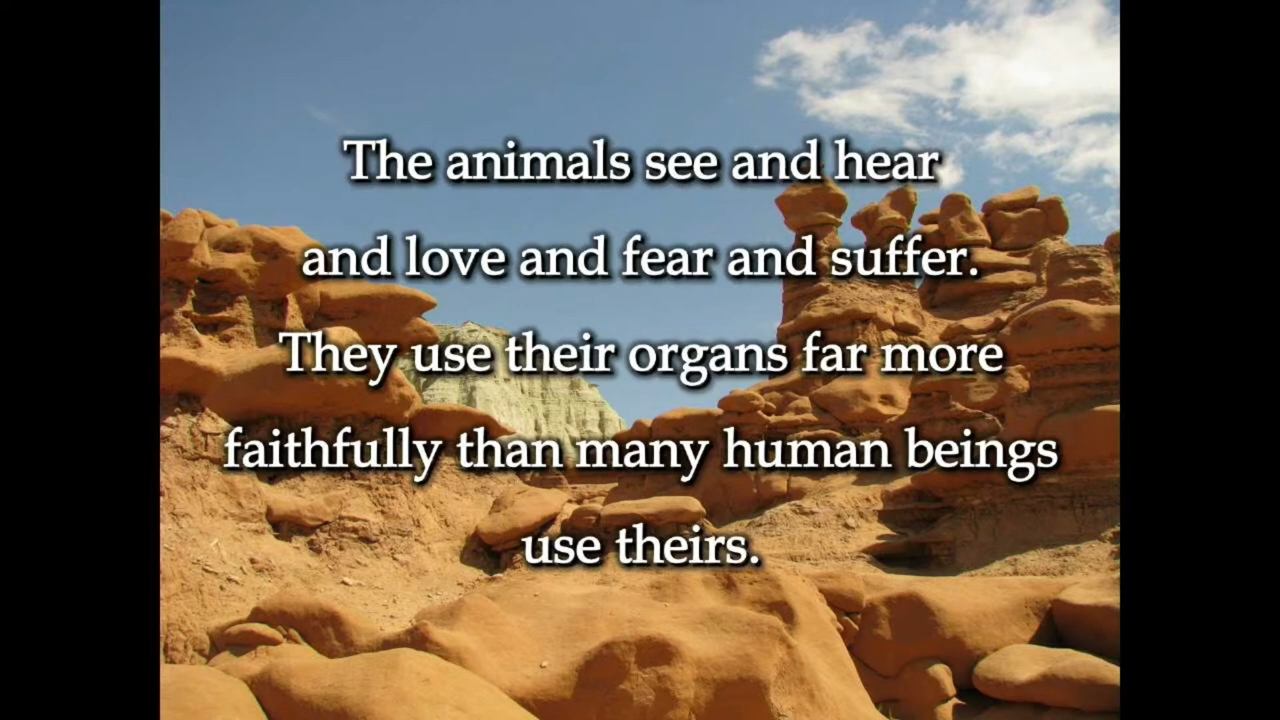 The animals see and hear
and love and fear and suffer.
They use their organs far more
faithfully than many human beings
use theirs.